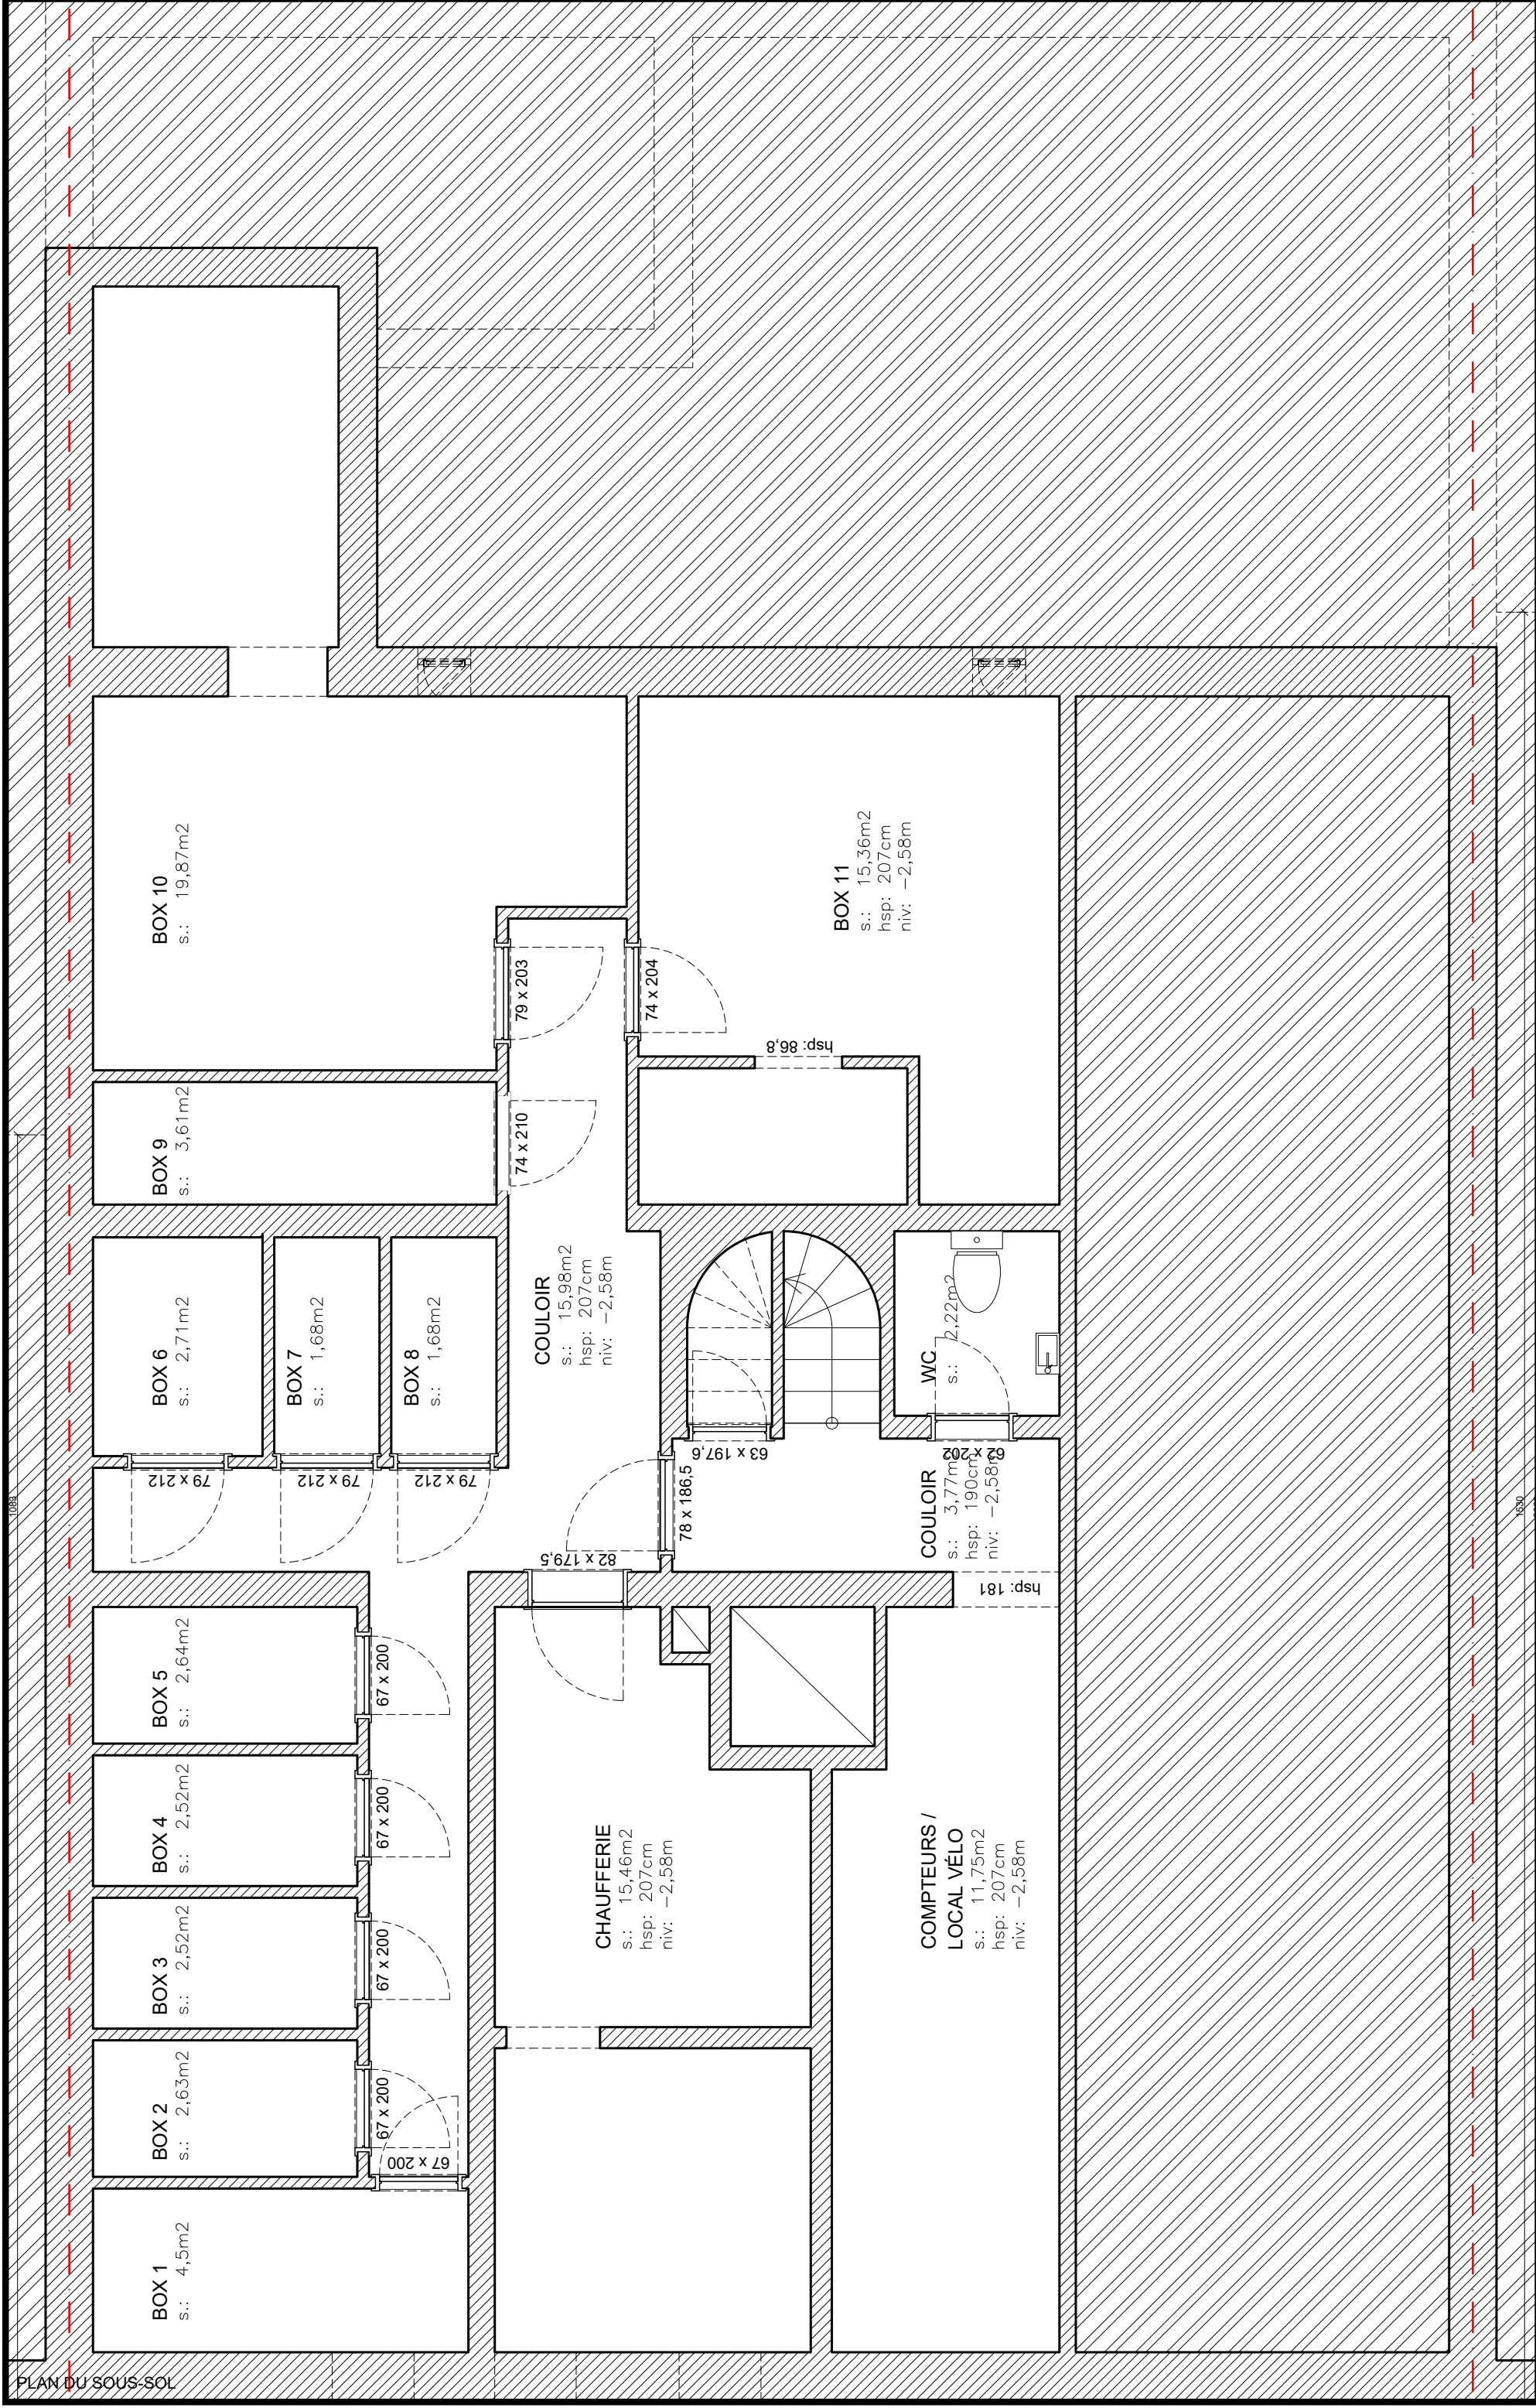 PLAN DU SOUS-SOL
BOX 1
s.: 4,5m2
BOX 2
s.: 2,63m2
BOX 3
s.: 2,52m2
BOX 4
s.: 2,52m2
BOX 5
s.: 2,64m2
BOX 6
s.: 2,71m2
BOX 7
s.: 1,68m2
BOX 8
s.: 1,68m2
BOX 9
s.: 3,61m2
BOX 10
s.: 19,87m2
67 x 200
67 x 200
67 x 200
67 x 200
67 x 200
79 x 212
79 x 212
79 x 212
74 x 210
79 x 203
74 x 204
COULOIR
s.: 15,98m2
hsp: 207cm
niv: -2,58m
82 x 179,5
78 x 186,5
63 x 197,6
62 x 202
CHAUFFERIE
s.: 15,46m2
hsp: 207cm
niv: -2,58m
COMPTEURS /
LOCAL VÉLO
s.: 11,75m2
hsp: 207cm
niv: -2,58m
hsp: 181
COULOIR
s.: 3,77m2
hsp: 190cm
niv: -2,58m
WC
s.: 2,22m2
hsp: 86,8
BOX 11
s.: 15,36m2
hsp: 207cm
niv: -2,58m
1630